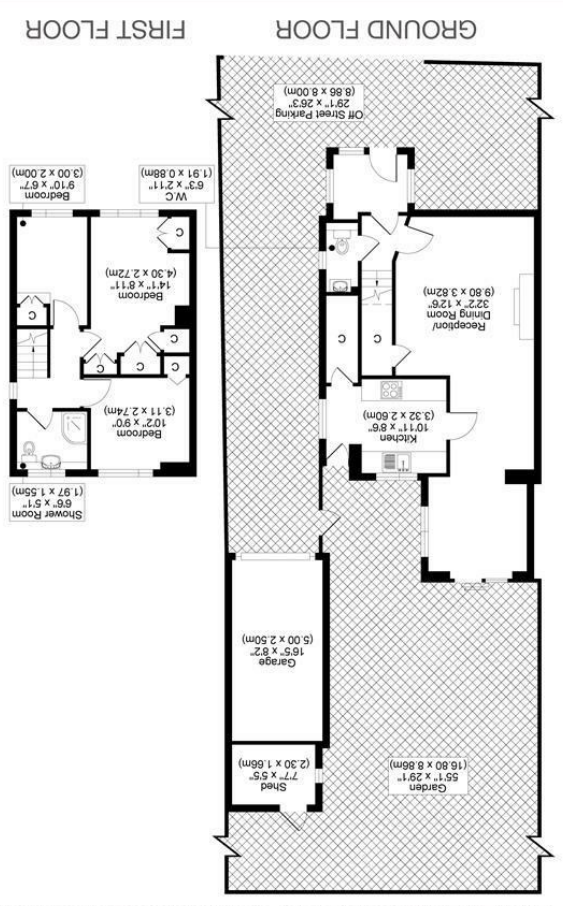 Garden
55'1" x 29'1"
(16.80 x 8.86m)
Shed
7'7" x 5'5"
(2.30 x 1.66m)
Garage
16'5" x 8'2"
(5.00 x 2.50m)
Kitchen
10'11" x 8'6"
(3.32 x 2.60m)
C
C
Reception/
Dining Room
32'2" x 12'6"
(9.80 x 3.82m)
Off Street Parking
29'1" x 26'3"
(8.86 x 8.00m)
GROUND FLOOR
Shower Room
6'6" x 5'1"
(1.97 x 1.55m)
Bedroom
10'2" x 9'0"
(3.11 x 2.74m)
C
C
C
C
C
Bedroom
14'1" x 8'11"
(4.30 x 2.72m)
C
W.C
6'3" x 2'11"
(1.91 x 0.88m)
Bedroom
9'10" x 6'7"
(3.00 x 2.00m)
FIRST FLOOR